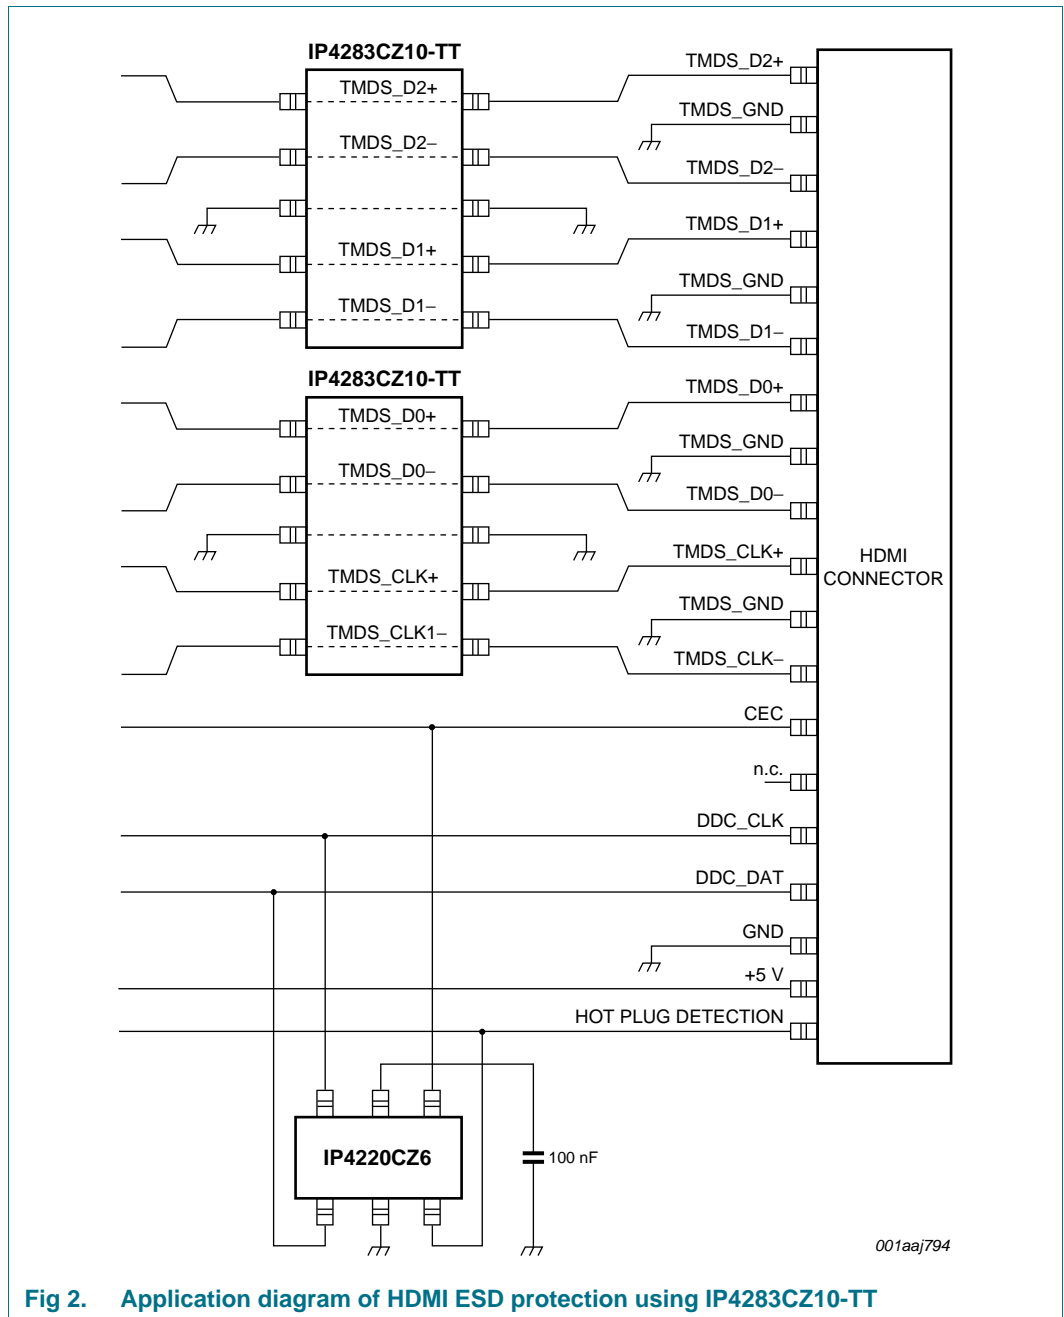 IP4283CZ10-TT
TMDS_D2+
TMDS_D2−
TMDS_D1+
TMDS_D1−
IP4283CZ10-TT
TMDS_D0+
TMDS_D0−
TMDS_CLK+
TMDS_CLK1−
TMDS_D2+
TMDS_GND
TMDS_D2−
TMDS_D1+
TMDS_GND
TMDS_D1−
TMDS_D0+
TMDS_GND
TMDS_D0−
TMDS_CLK+
TMDS_GND
TMDS_CLK−
CEC
n.c.
DDC_CLK
DDC_DAT
GND
+5 V
HOT PLUG DETECTION
HDMI
CONNECTOR
IP4220CZ6
100 nF
001aaj794
Fig 2. Application diagram of HDMI ESD protection using IP4283CZ10-TT